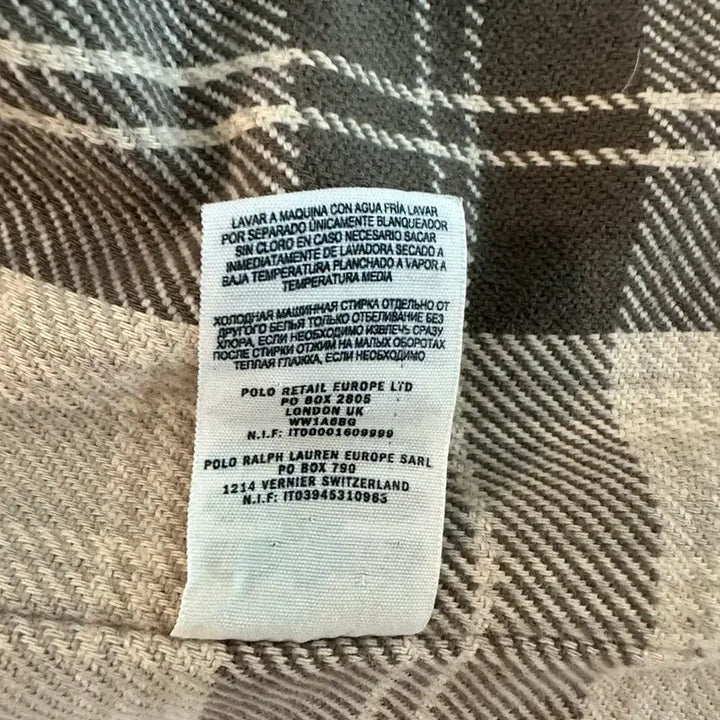 LAVAR A MAQUINA CON AGUA FRÍA LAVAR
POR SEPARADO ÚNICAMENTE BLANQUEADOR
SIN CLORO EN CASO NECESARIO SACAR
INMEDIATAMENTE DE LAVADORA SECADO A
BAJA TEMPERATURA PLANCHADO A VAPOR A
TEMPERATURA MEDIA
ХОЛОДНАЯ МАШИННАЯ СТИРКА ОТДЕЛЬНО ОТ
ДРУГОГО БЕЛЬЯ ТОЛЬКО ОТБЕЛИВАНИЕ БЕЗ
ХЛОРА, ЕСЛИ НЕОБХОДИМО ИЗВЛЕЧЬ СРАЗУ
ПОСЛЕ СТИРКИ ОТЖИМ НА МАЛЫХ ОБОРОТАХ
ТЕПЛАЯ ГЛАЖКА, ЕСЛИ НЕОБХОДИМО
POLO RETAIL EUROPE LTD
PO BOX 2805
LONDON UK
WW1A6BG
N.I.F: IT00001609999
POLO RALPH LAUREN EUROPE SARL
PO BOX 790
1214 VERNIER SWITZERLAND
N.I.F: IT03945310963